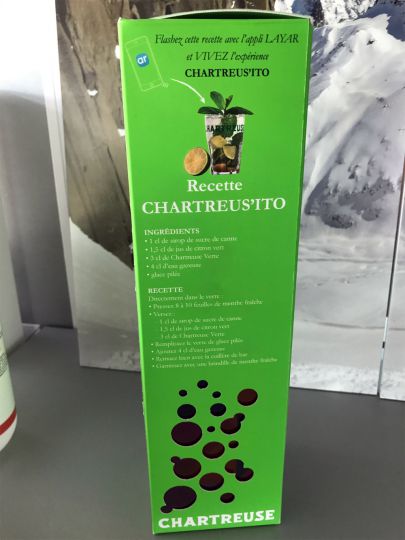 ar
Flashez cette recette avec l'appli LAYAR
et VIVEZ l'expérience
CHARTREUS'ITO
CHARTREUSE
Recette
CHARTREUS'ITO
INGRÉDIENTS
• 1 cl de sirop de sucre de canne
• 1,5 cl de jus de citron vert
• 3 cl de Chartreuse Verte
• 4 cl d'eau gazeuse
• glace pilée
RECETTE
Directement dans le verre :
• Pressez 8 à 10 feuilles de menthe fraîche
• Versez :
- 1 cl de sirop de sucre de canne
- 1,5 cl de jus de citron vert
- 3 cl de Chartreuse Verte
• Remplissez le verre de glace pilée
• Ajoutez 4 cl d'eau gazeuse
• Remuez bien avec la cuillère de bar
• Garnissez avec une brindille de menthe fraîche
CHARTREUSE